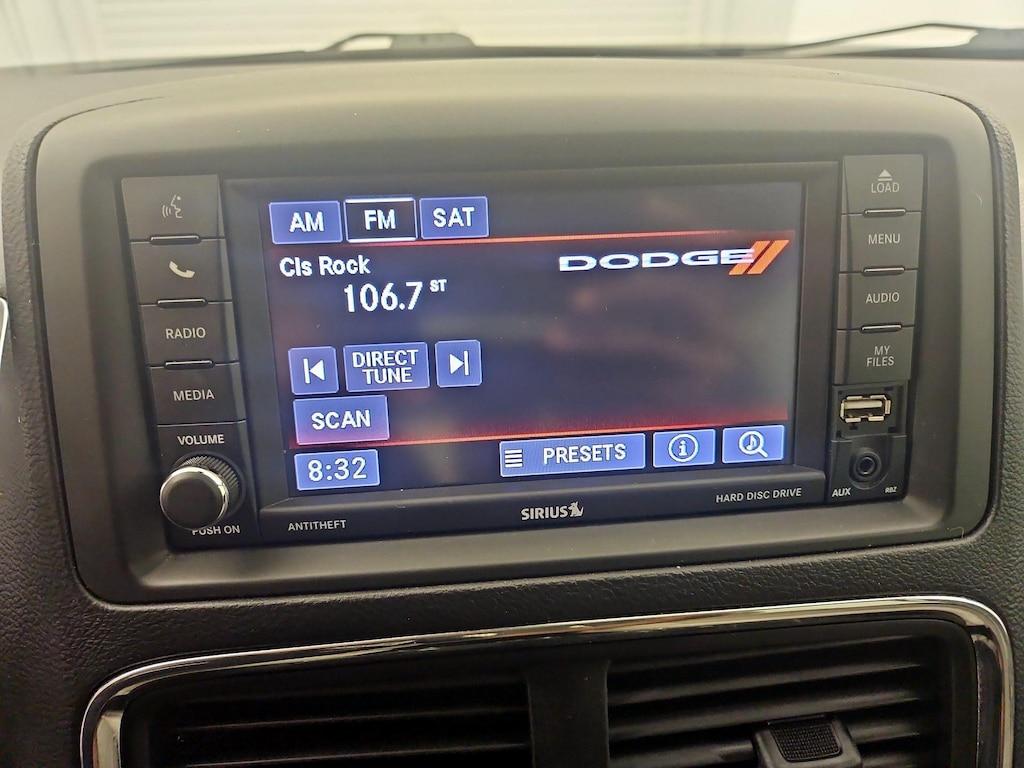 AM FM SAT
Cls Rock
DODGE
106.7 ST
DIRECT
TUNE
SCAN
8:32
PRESETS
RADIO
MEDIA
VOLUME
PUSH ON
ANTITHEFT
SIRIUS
HARD DISC DRIVE
LOAD
MENU
AUDIO
MY
FILES
AUX
RBZ